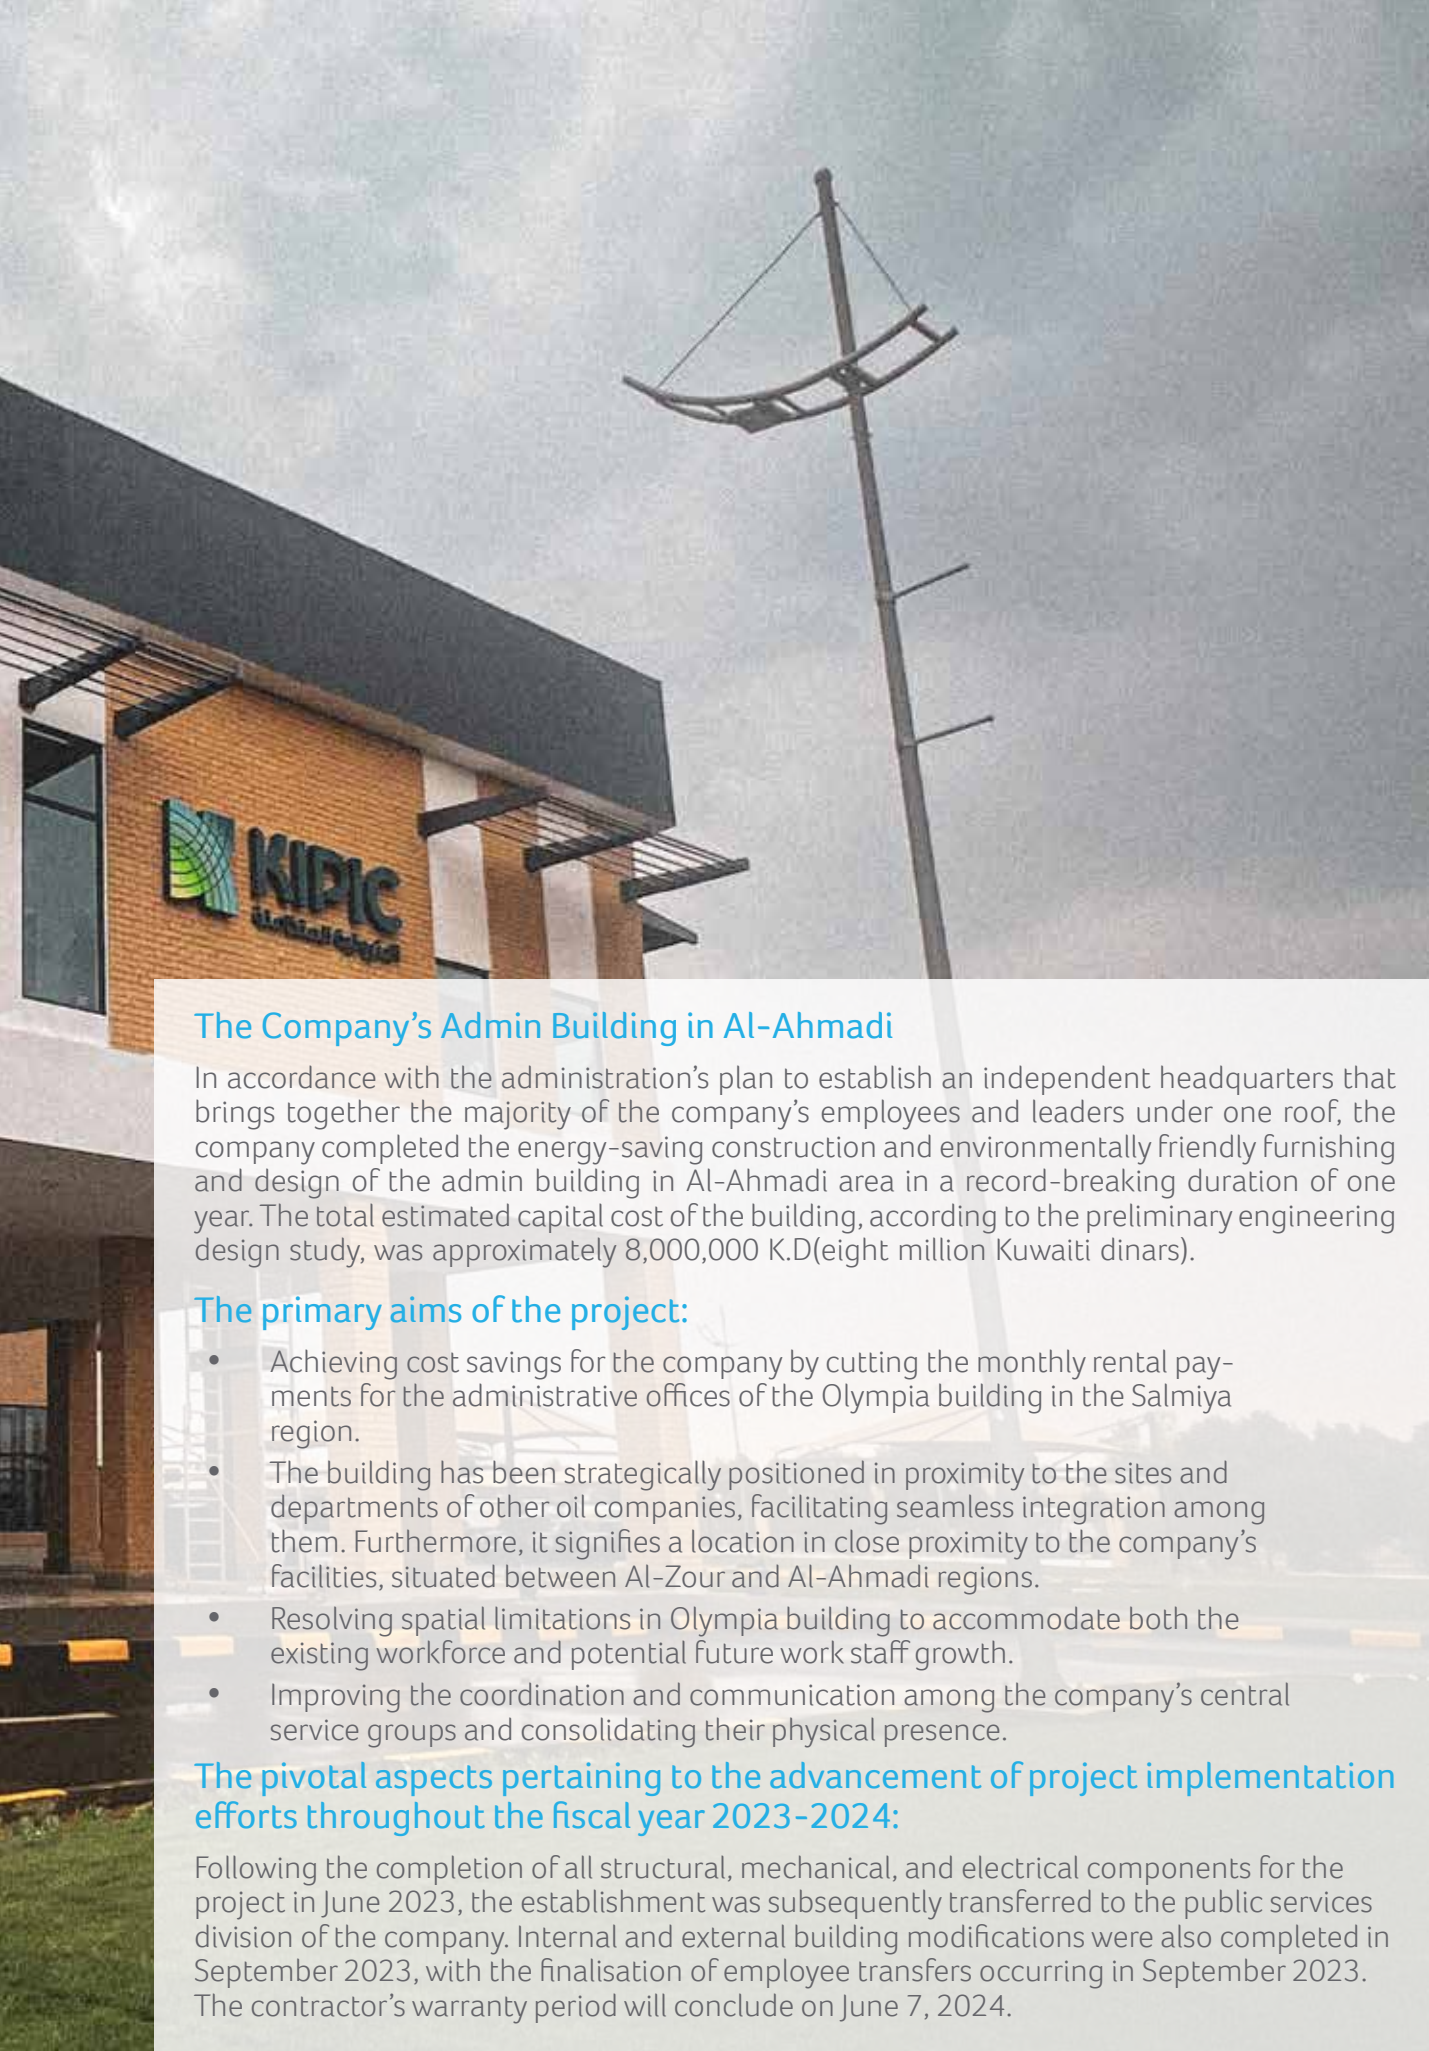 KIPIC
البترولية المتكاملة
The Company’s Admin Building in Al-Ahmadi
In accordance with the administration’s plan to establish an independent headquarters that
brings together the majority of the company’s employees and leaders under one roof, the
company completed the energy-saving construction and environmentally friendly furnishing
and design of the admin building in Al-Ahmadi area in a record-breaking duration of one
year. The total estimated capital cost of the building, according to the preliminary engineering
design study, was approximately 8,000,000 K.D(eight million Kuwaiti dinars).
The primary aims of the project:
• Achieving cost savings for the company by cutting the monthly rental pay-
ments for the administrative offices of the Olympia building in the Salmiya
region.
• The building has been strategically positioned in proximity to the sites and
departments of other oil companies, facilitating seamless integration among
them. Furthermore, it signifies a location in close proximity to the company’s
facilities, situated between Al-Zour and Al-Ahmadi regions.
• Resolving spatial limitations in Olympia building to accommodate both the
existing workforce and potential future work staff growth.
• Improving the coordination and communication among the company’s central
service groups and consolidating their physical presence.
The pivotal aspects pertaining to the advancement of project implementation
efforts throughout the fiscal year 2023-2024:
Following the completion of all structural, mechanical, and electrical components for the
project in June 2023, the establishment was subsequently transferred to the public services
division of the company. Internal and external building modifications were also completed in
September 2023, with the finalisation of employee transfers occurring in September 2023.
The contractor’s warranty period will conclude on June 7, 2024.